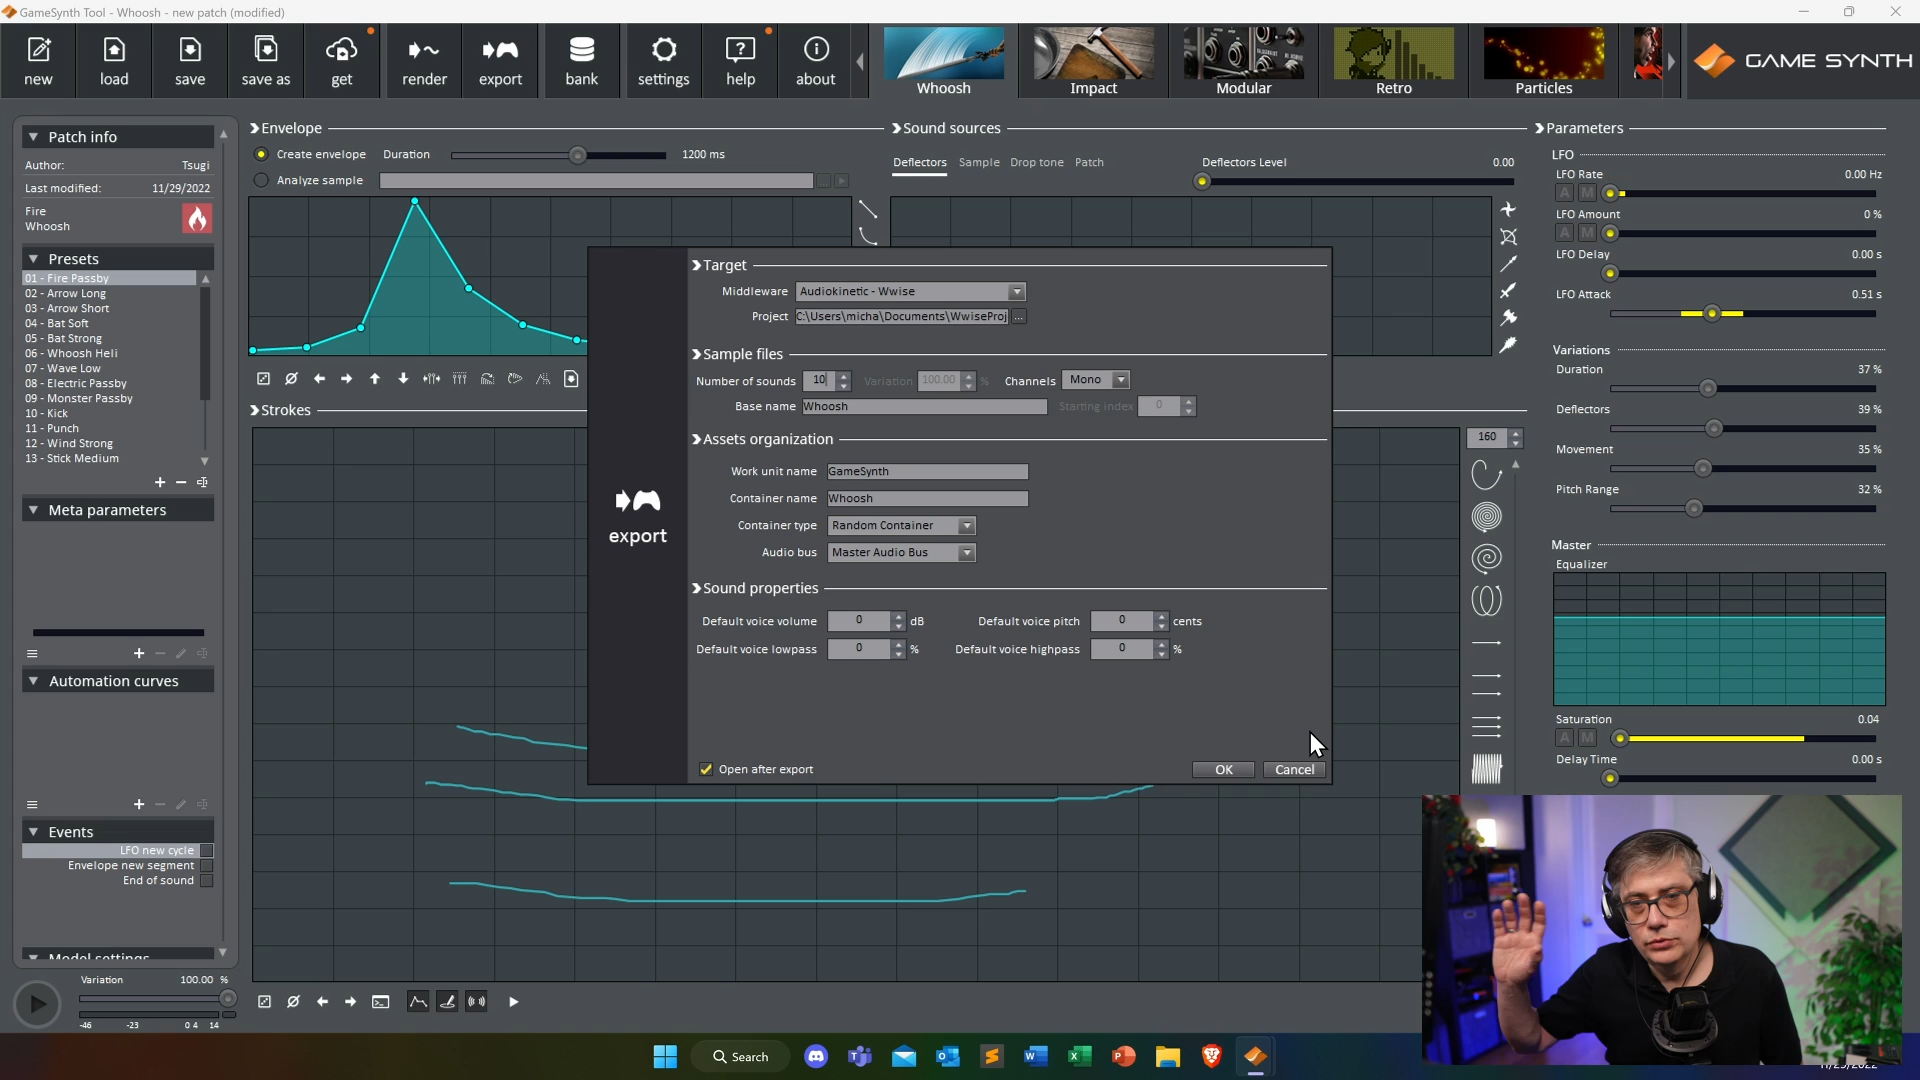 GameSynth Tool - Whoosh - new patch (modified)
new
load
save
save as
get
render
export
bank
settings
help
about
Whoosh
Impact
Modular
Retro
Particles
GAME SYNTH
Patch info
Author: Tsugi
Last modified: 11/29/2022
Fire
Whoosh
Presets
01 - Fire Passby
02 - Arrow Long
03 - Arrow Short
04 - Bat Soft
05 - Bat Strong
06 - Whoosh Heli
07 - Wave Low
08 - Electric Passby
09 - Monster Passby
10 - Kick
11 - Punch
12 - Wind Strong
13 - Stick Medium
Meta parameters
Automation curves
Events
LFO new cycle
Envelope new segment
End of sound
Variation 100.00 %
-46 -23 0 4 14
Envelope
Create envelope Duration 1200 ms
Analyze sample
Strokes
Sound sources
Deflectors Sample Drop tone Patch
Deflectors Level 0.00
160
Target
Middleware Audiokinetic - Wwise
Project C:\Users\micha\Documents\WwiseProj ...
Sample files
Number of sounds 10 Variation 100.00 % Channels Mono
Base name Whoosh Starting index 0
Assets organization
Work unit name GameSynth
Container name Whoosh
Container type Random Container
Audio bus Master Audio Bus
Sound properties
Default voice volume 0 dB Default voice pitch 0 cents
Default voice lowpass 0 % Default voice highpass 0 %
export
Open after export
OK
Cancel
Parameters
LFO
LFO Rate 0.00 Hz
A M
LFO Amount 0 %
A M
LFO Delay 0.00 s
LFO Attack 0.51 s
Variations
Duration 37 %
Deflectors 39 %
Movement 35 %
Pitch Range 32 %
Master
Equalizer
Saturation 0.04
A M
Delay Time 0.00 s
Search